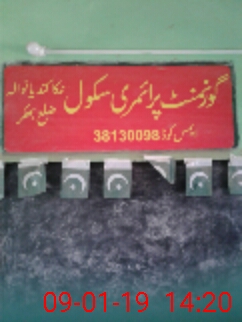 گورنمنٹ پرائمری سکول
ضلع بھکر
ایمس کوڈ 38130098
09-01-19 14:20